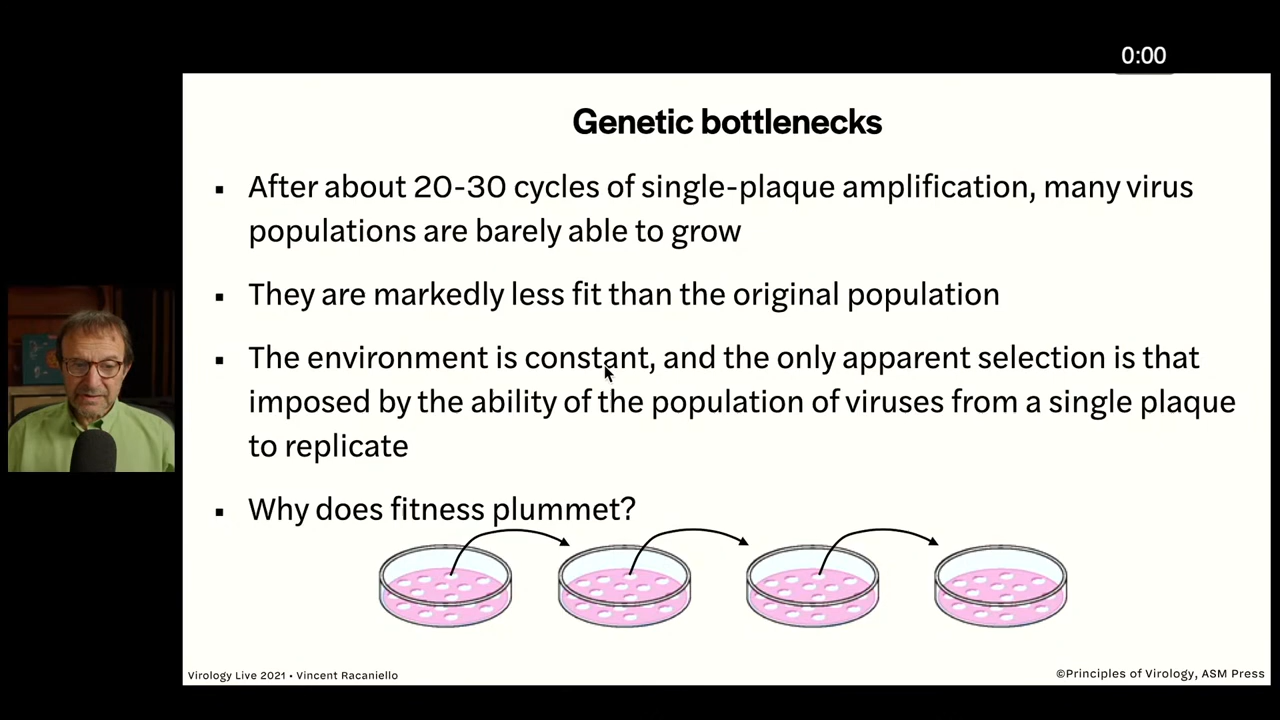 0:00
Genetic bottlenecks
▪ After about 20-30 cycles of single-plaque amplification, many virus
populations are barely able to grow
▪ They are markedly less fit than the original population
▪ The environment is constant, and the only apparent selection is that
imposed by the ability of the population of viruses from a single plaque
to replicate
▪ Why does fitness plummet?
Virology Live 2021 • Vincent Racaniello
©Principles of Virology, ASM Press